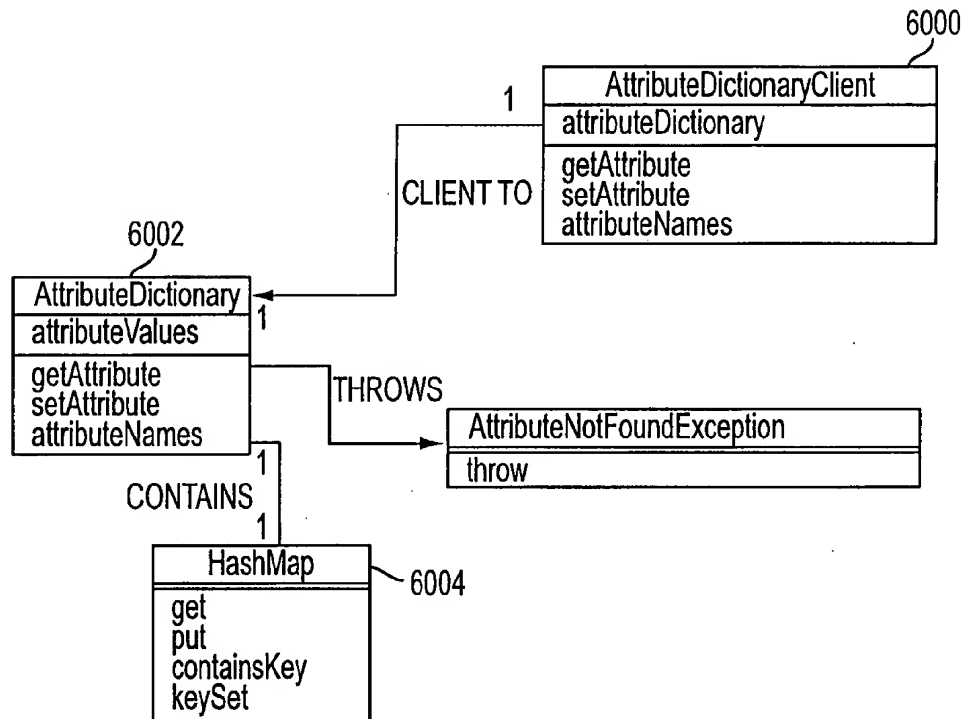 6000
AttributeDictionaryClient
attributeDictionary
getAttribute
setAttribute
attributeNames
1
CLIENT TO
6002
AttributeDictionary
attributeValues
getAttribute
setAttribute
attributeNames
1
THROWS
AttributeNotFoundException
throw
1
CONTAINS
1
HashMap
6004
get
put
containsKey
keySet